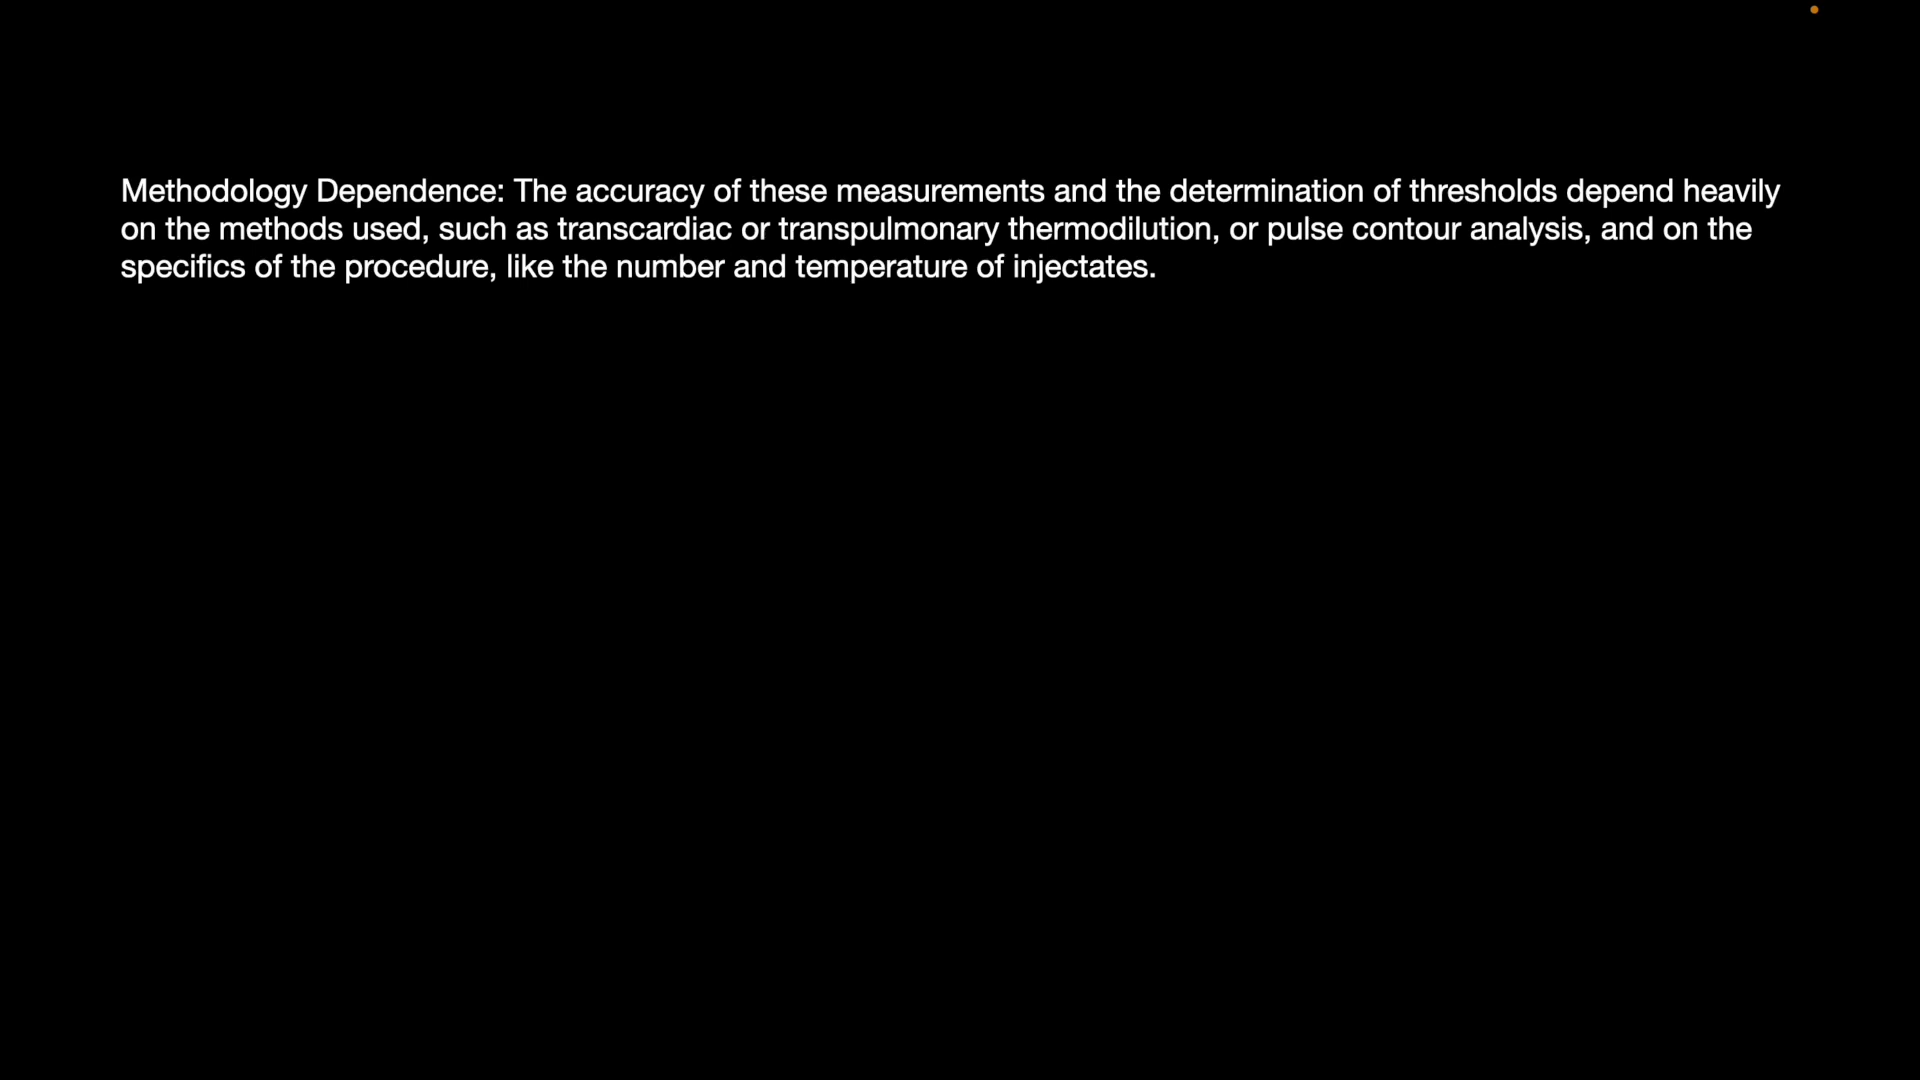 Methodology Dependence: The accuracy of these measurements and the determination of thresholds depend heavily
on the methods used, such as transcardiac or transpulmonary thermodilution, or pulse contour analysis, and on the
specifics of the procedure, like the number and temperature of injectates.